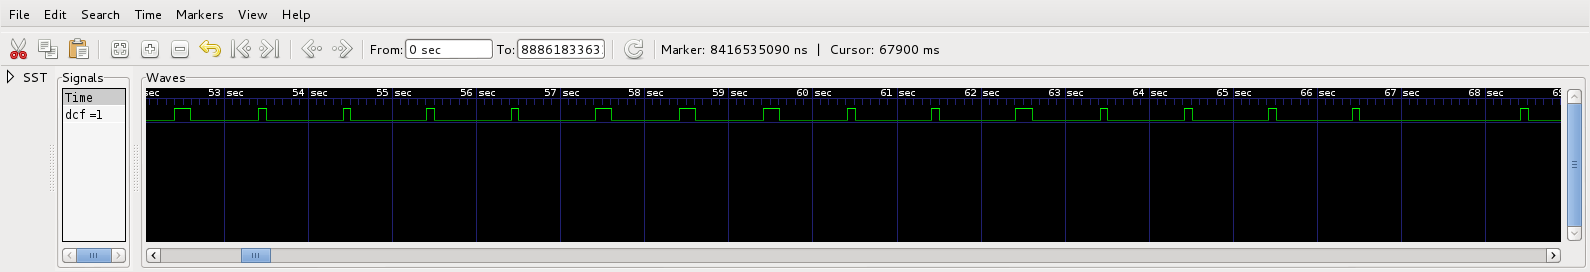 File Edit Search Time Markers View Help
From: 0 sec To: 8886183363 Marker: 8416535090 ns | Cursor: 67900 ms
SST
Signals
Waves
Time
dcf =1
sec 53 sec 54 sec 55 sec 56 sec 57 sec 58 sec 59 sec 60 sec 61 sec 62 sec 63 sec 64 sec 65 sec 66 sec 67 sec 68 sec 69